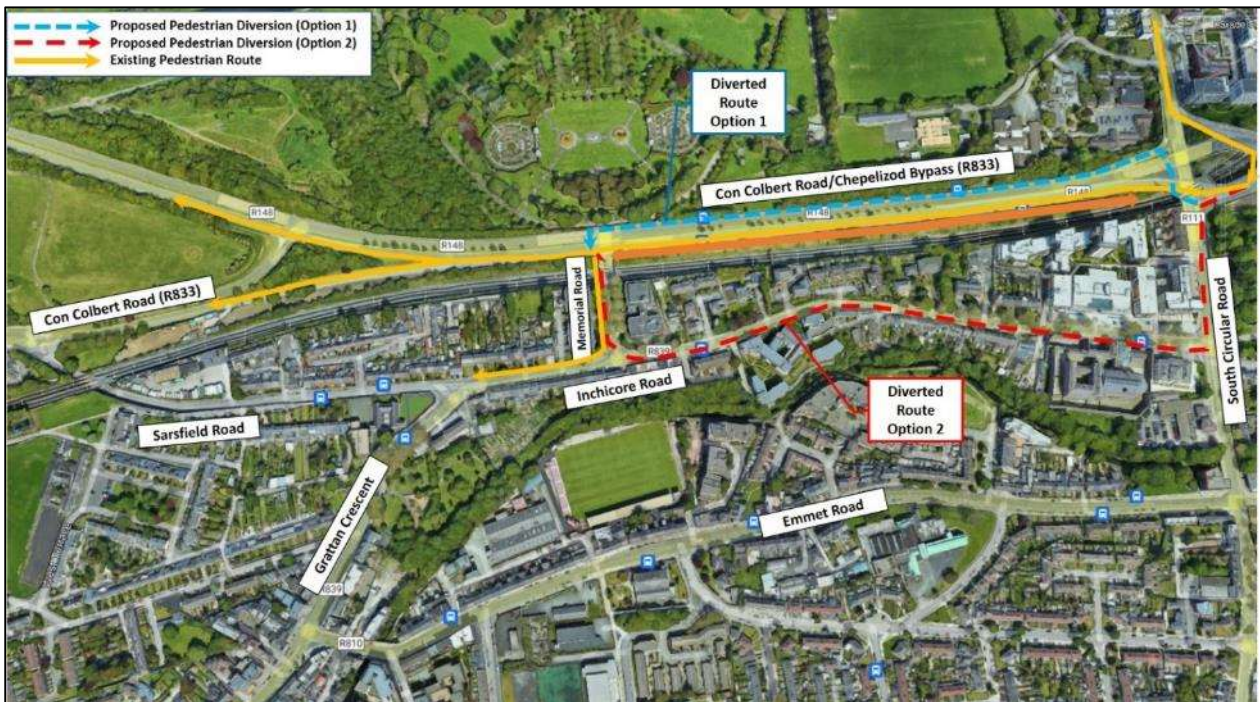 Proposed Pedestrian Diversion (Option 1)
Proposed Pedestrian Diversion (Option 2)
Existing Pedestrian Route
Diverted
Route
Option 1
Con Colbert Road/Chepelizod Bypass (R833)
R148
R148
R148
R111
Con Colbert Road (R833)
Memorial Road
South Circular Road
R839
Inchicore Road
Diverted
Route
Option 2
Sarsfield Road
Grattan Crescent
Emmet Road
R839
R810